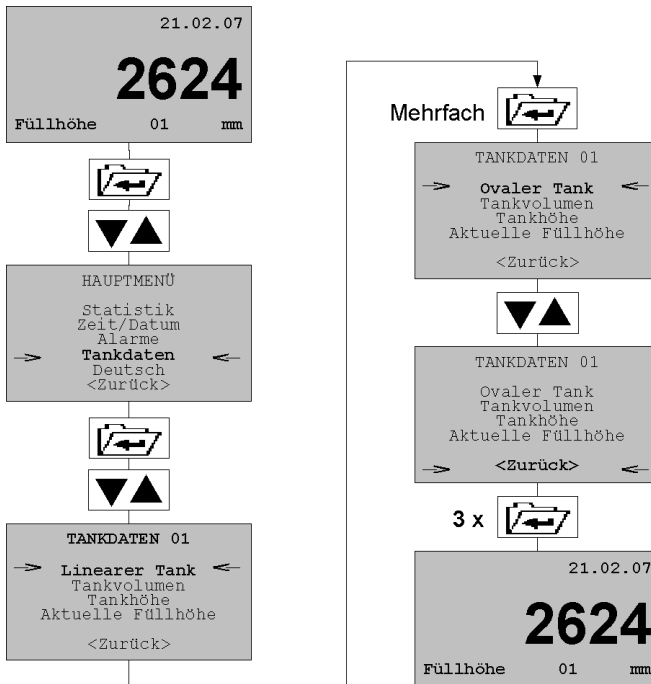 21.02.07
2624
Füllhöhe 01 mm
HAUPTMENÜ
Statistik
Zeit/Datum
Alarme
Tankdaten
Deutsch
<Zurück>
TANKDATEN 01
Linearer Tank
Tankvolumen
Tankhöhe
Aktuelle Füllhöhe
<Zurück>
Mehrfach
TANKDATEN 01
Ovaler Tank
Tankvolumen
Tankhöhe
Aktuelle Füllhöhe
<Zurück>
TANKDATEN 01
Ovaler Tank
Tankvolumen
Tankhöhe
Aktuelle Füllhöhe
<Zurück>
3 x
21.02.07
2624
Füllhöhe 01 mm